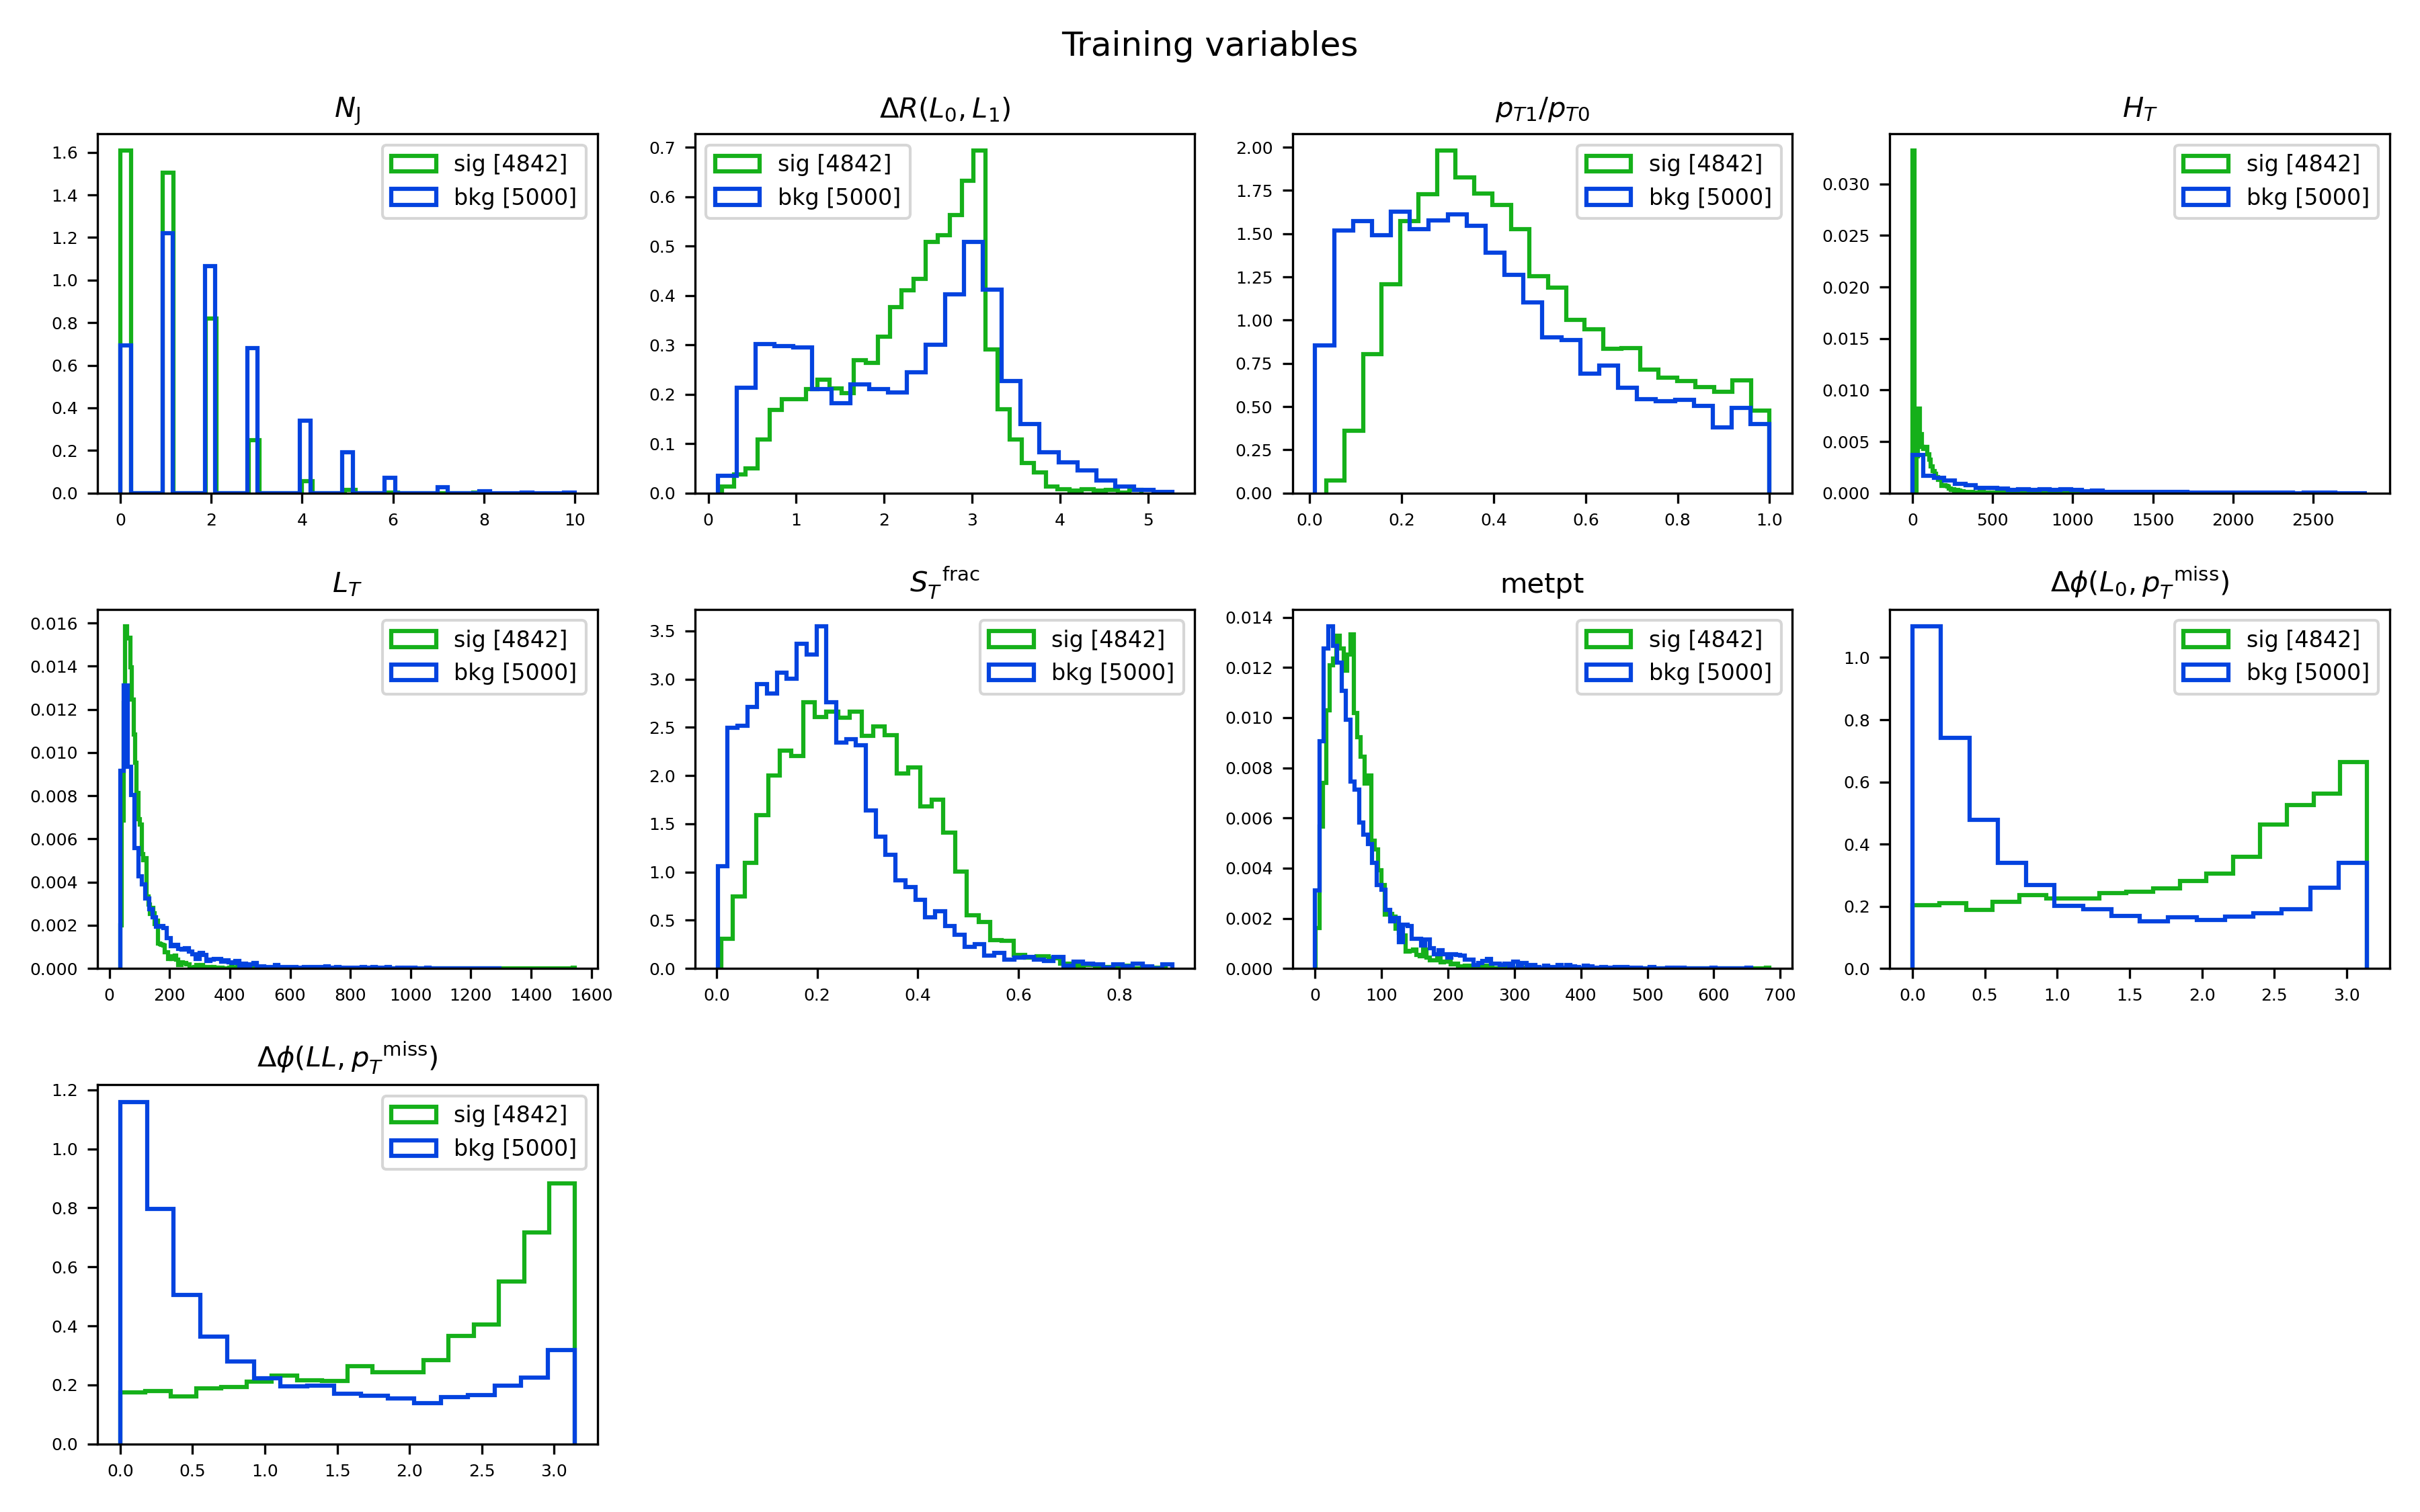 Training variables
N_J
1.6
1.4
1.2
1.0
0.8
0.6
0.4
0.2
0.0
0 2 4 6 8 10
sig [4842]
bkg [5000]
ΔR(L_0, L_1)
0.7
0.6
0.5
0.4
0.3
0.2
0.1
0.0
0 1 2 3 4 5
sig [4842]
bkg [5000]
p_{T1}/p_{T0}
2.00
1.75
1.50
1.25
1.00
0.75
0.50
0.25
0.00
0.0 0.2 0.4 0.6 0.8 1.0
sig [4842]
bkg [5000]
H_T
0.030
0.025
0.020
0.015
0.010
0.005
0.000
0 500 1000 1500 2000 2500
sig [4842]
bkg [5000]
L_T
0.016
0.014
0.012
0.010
0.008
0.006
0.004
0.002
0.000
0 200 400 600 800 1000 1200 1400 1600
sig [4842]
bkg [5000]
S_T^{frac}
3.5
3.0
2.5
2.0
1.5
1.0
0.5
0.0
0.0 0.2 0.4 0.6 0.8
sig [4842]
bkg [5000]
metpt
0.014
0.012
0.010
0.008
0.006
0.004
0.002
0.000
0 100 200 300 400 500 600 700
sig [4842]
bkg [5000]
Δϕ(L_0, p_T^{miss})
1.0
0.8
0.6
0.4
0.2
0.0
0.0 0.5 1.0 1.5 2.0 2.5 3.0
sig [4842]
bkg [5000]
Δϕ(LL, p_T^{miss})
1.2
1.0
0.8
0.6
0.4
0.2
0.0
0.0 0.5 1.0 1.5 2.0 2.5 3.0
sig [4842]
bkg [5000]